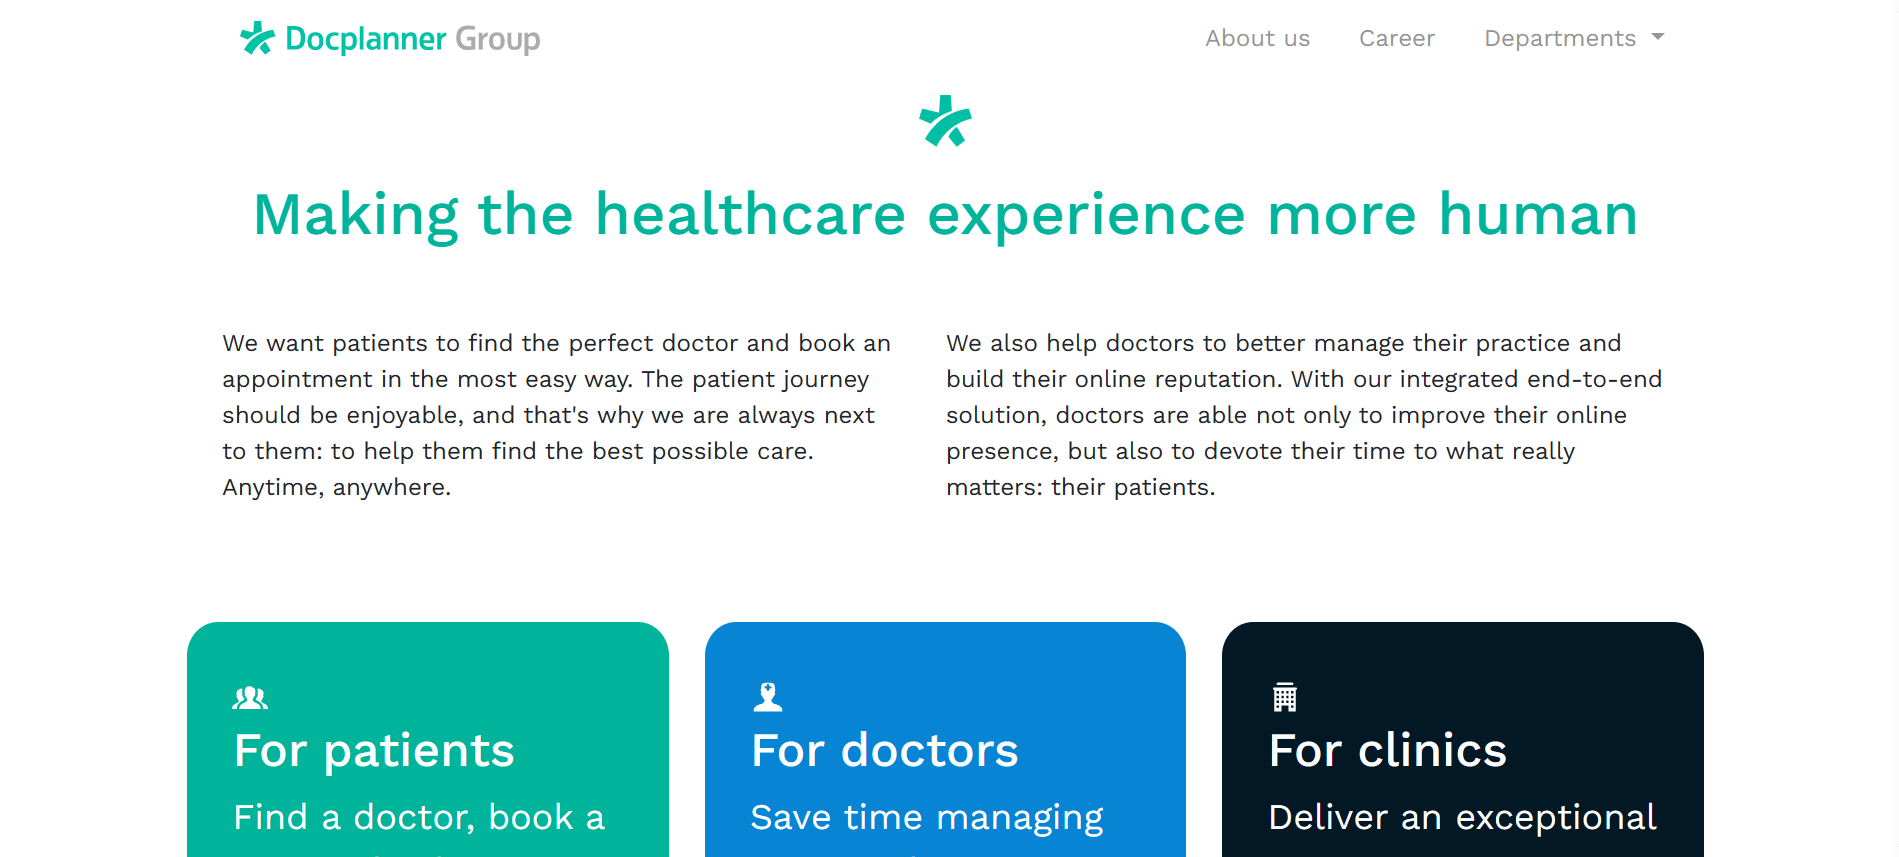 Docplanner Group
About us
Career
Departments
Making the healthcare experience more human
We want patients to find the perfect doctor and book an
appointment in the most easy way. The patient journey
should be enjoyable, and that's why we are always next
to them: to help them find the best possible care.
Anytime, anywhere.
We also help doctors to better manage their practice and
build their online reputation. With our integrated end-to-end
solution, doctors are able not only to improve their online
presence, but also to devote their time to what really
matters: their patients.
For patients
Find a doctor, book a
For doctors
Save time managing
For clinics
Deliver an exceptional